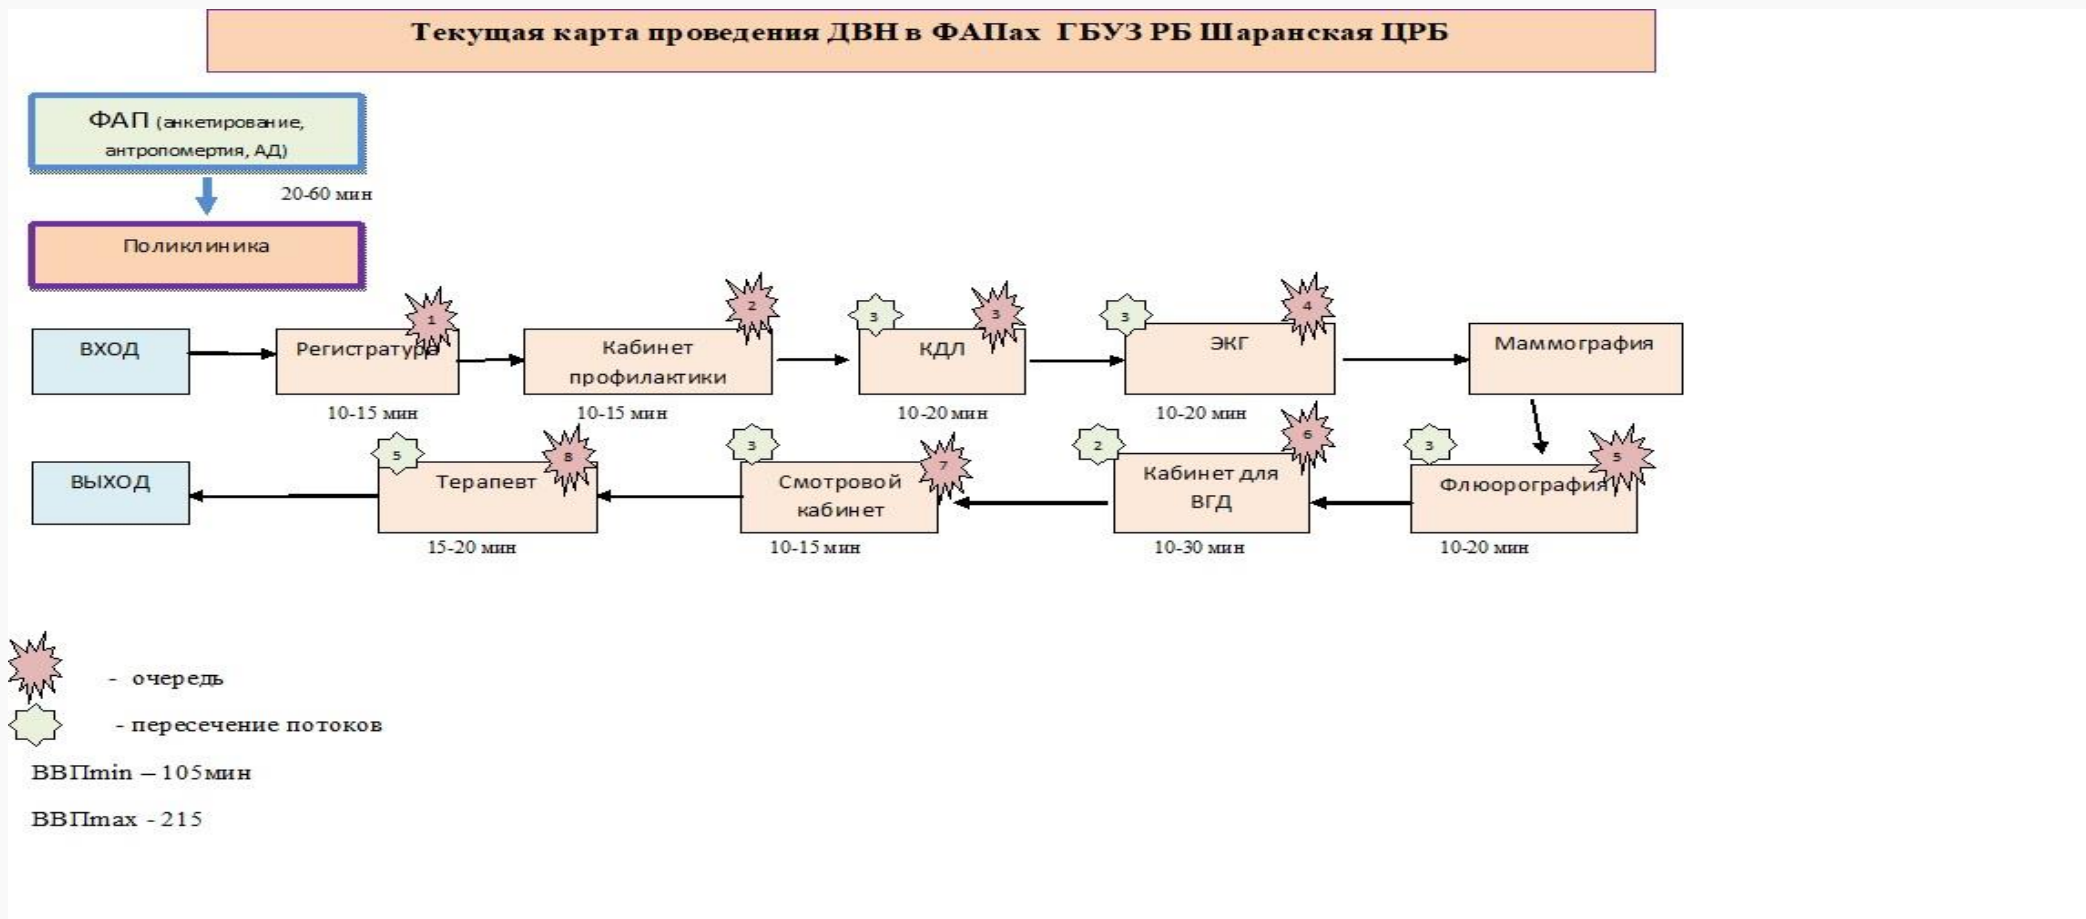 Текущая карта проведения ДВН в ФАПах ГБУЗ РБ Шаранская ЦРБ
ФАП (анкетирование,
антропомертия, АД)
20-60 мин
Поликлиника
1
2
3
3
3
4
ВХОД
Регистратура
Кабинет
профилактики
КДЛ
ЭКГ
Маммография
10-15 мин
10-15 мин
10-20 мин
10-20 мин
5
8
3
7
2
6
3
5
ВЫХОД
Терапевт
Смотровой
кабинет
Кабинет для
ВГД
Флюорография
15-20 мин
10-15 мин
10-30 мин
10-20 мин
- очередь
- пересечение потоков
ВВПmin – 105мин
ВВПmax - 215